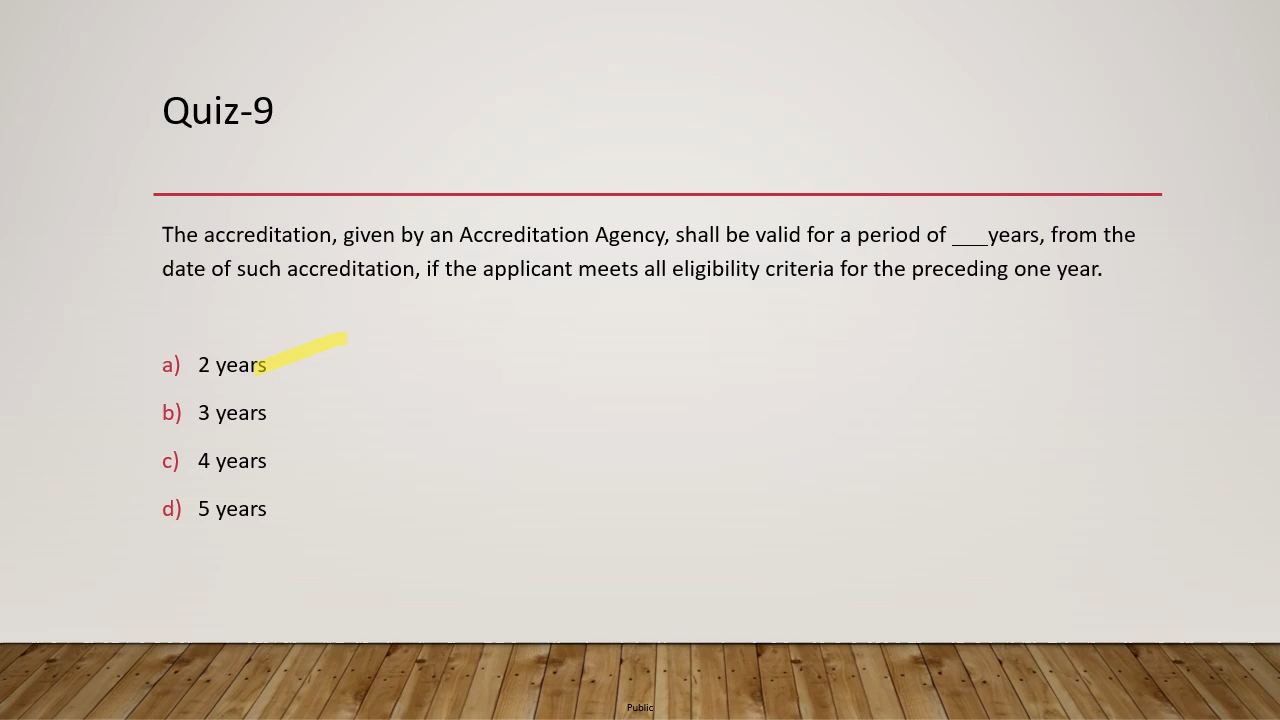 Quiz-9
The accreditation, given by an Accreditation Agency, shall be valid for a period of ___years, from the
date of such accreditation, if the applicant meets all eligibility criteria for the preceding one year.
a) 2 years
b) 3 years
c) 4 years
d) 5 years
Public